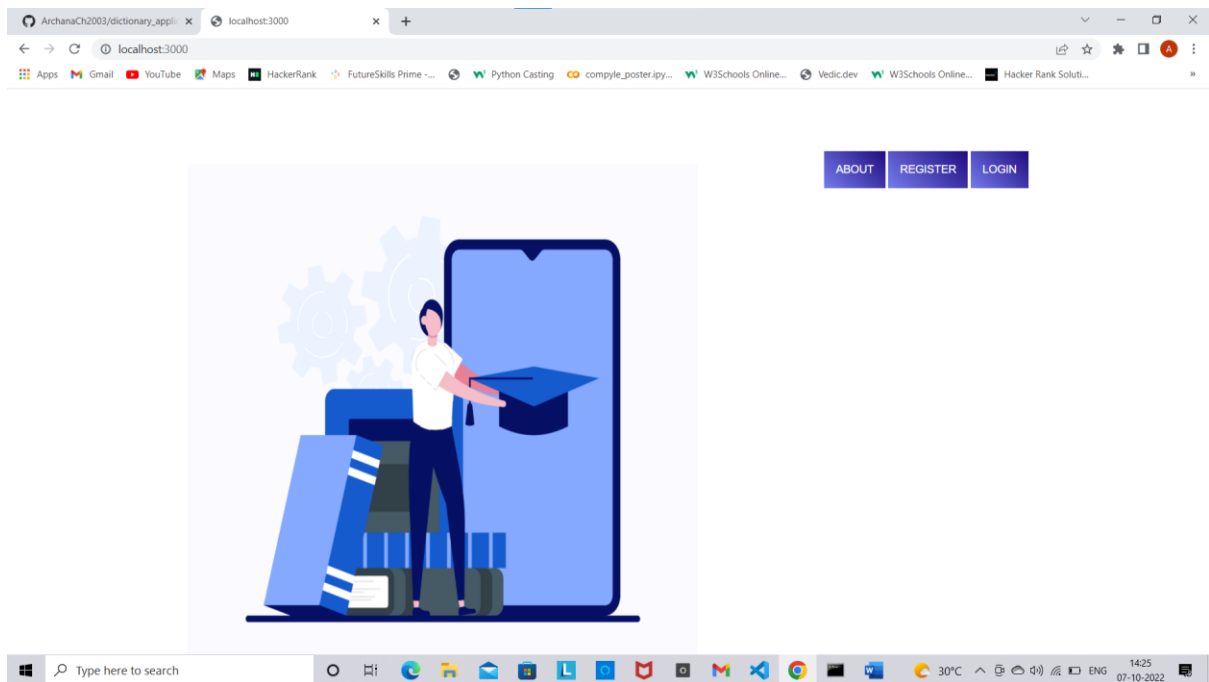 ArchanaCh2003/dictionary_appli
localhost:3000
localhost:3000
A
Apps Gmail YouTube Maps HackerRank FutureSkills Prime -... Python Casting compyle_poster.ipy... W3Schools Online... Vedic.dev W3Schools Online... Hacker Rank Soluti... »
ABOUT REGISTER LOGIN
Type here to search
30°C ENG
14:25
07-10-2022